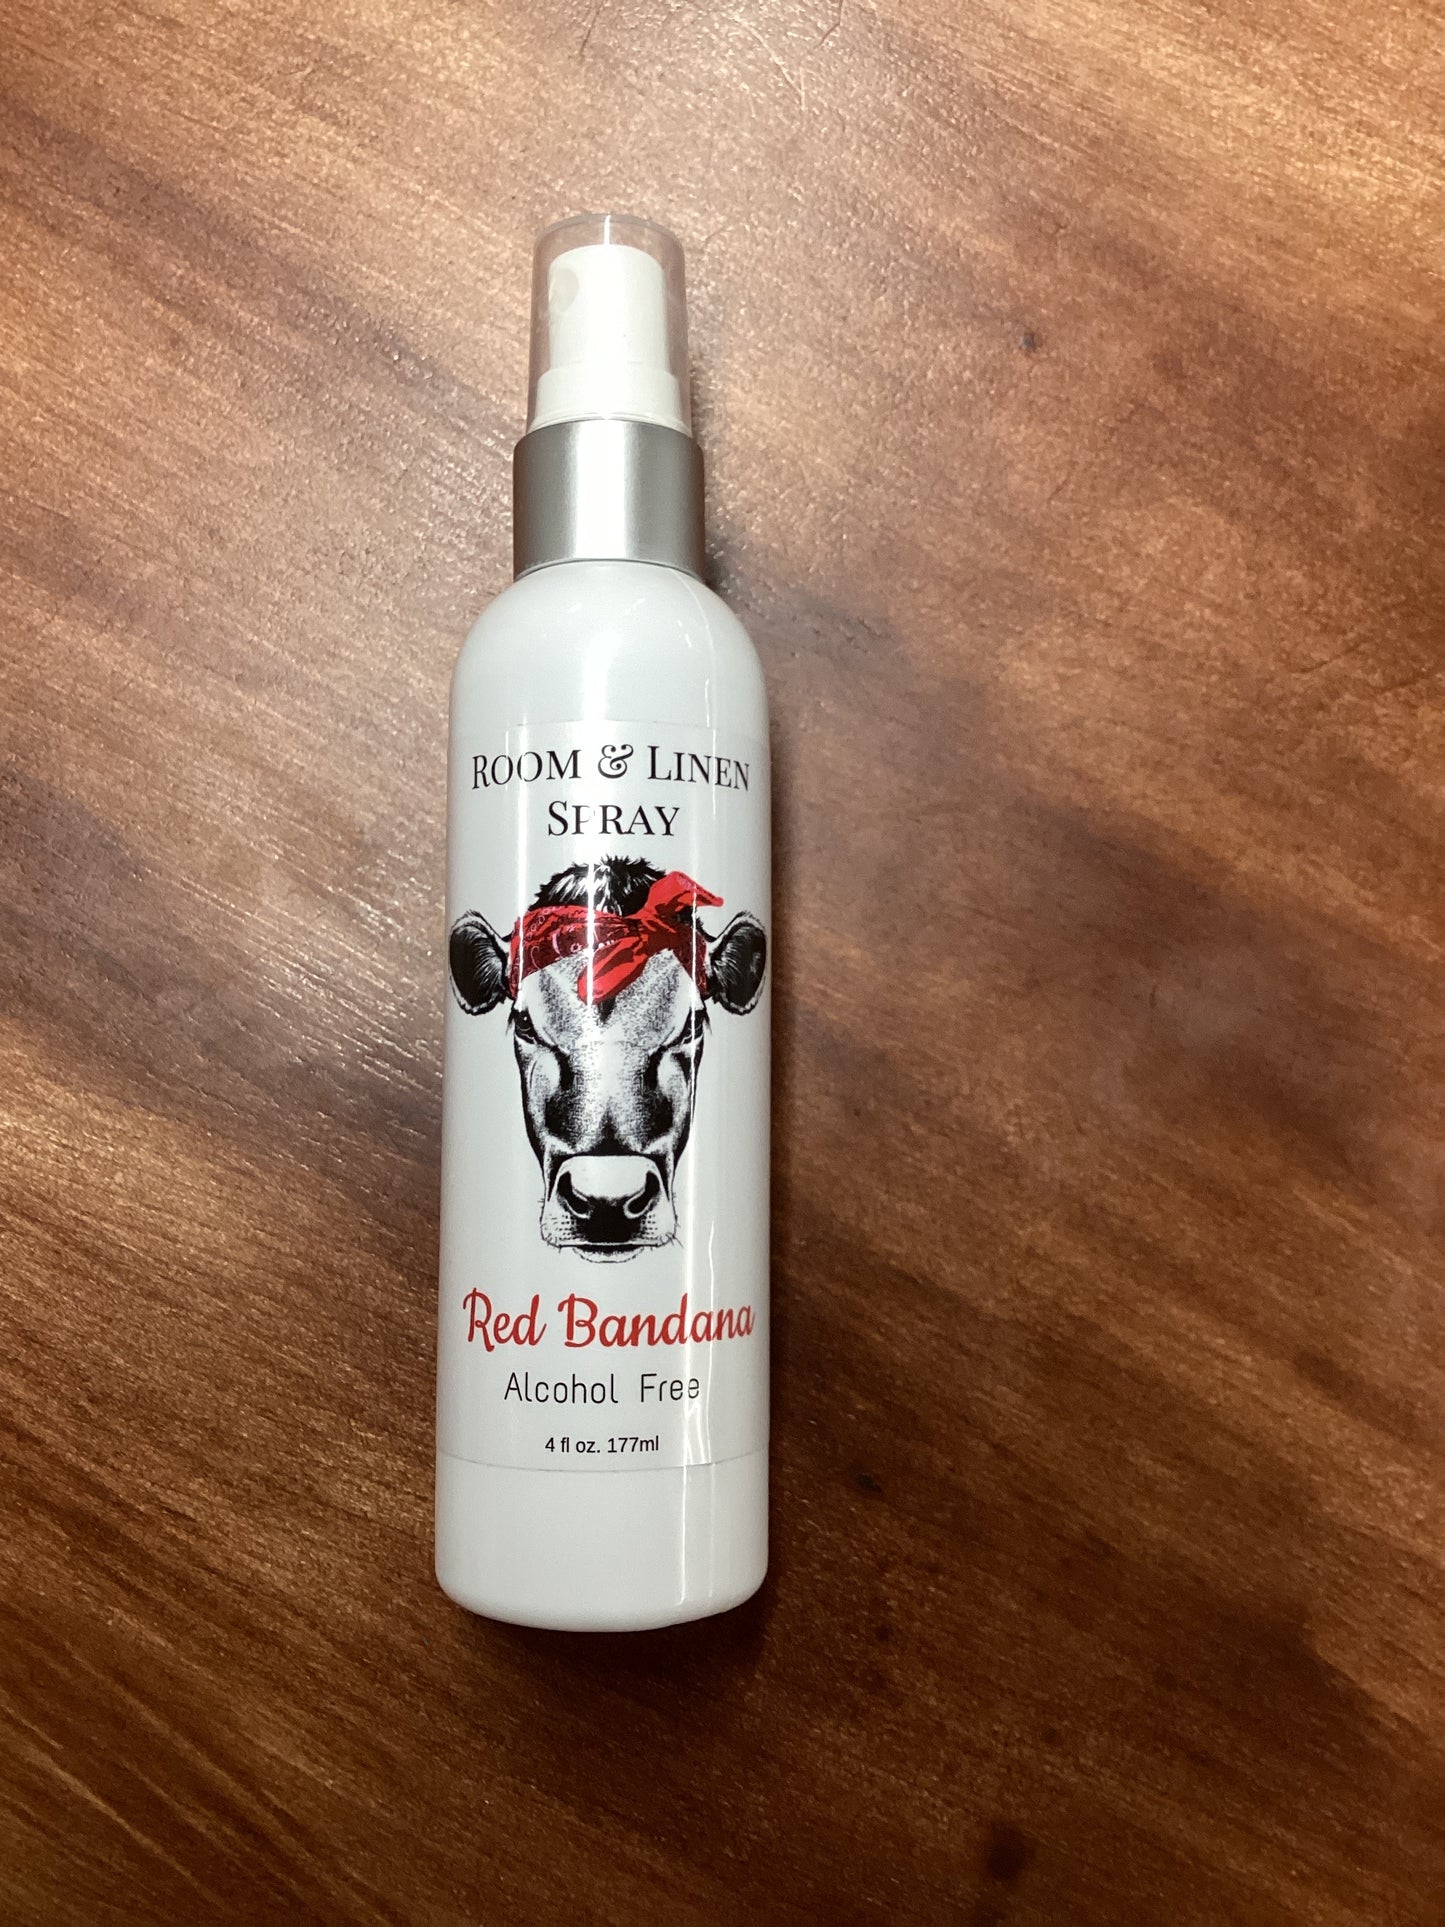 ROOM & LINEN
SPRAY
Red Bandana
Alcohol Free
4 fl oz. 177ml